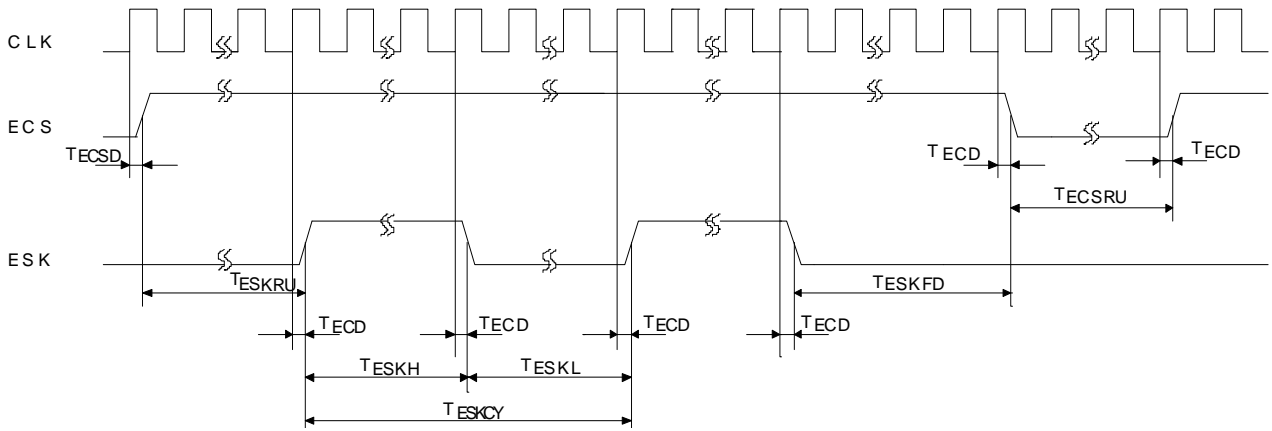 CLK
ECS
TECSD
TECD
TECD
TECSRU
ESK
TESKRU
TESKFD
TECD
TECD
TECD
TECD
TESKH
TESKL
TESKCY